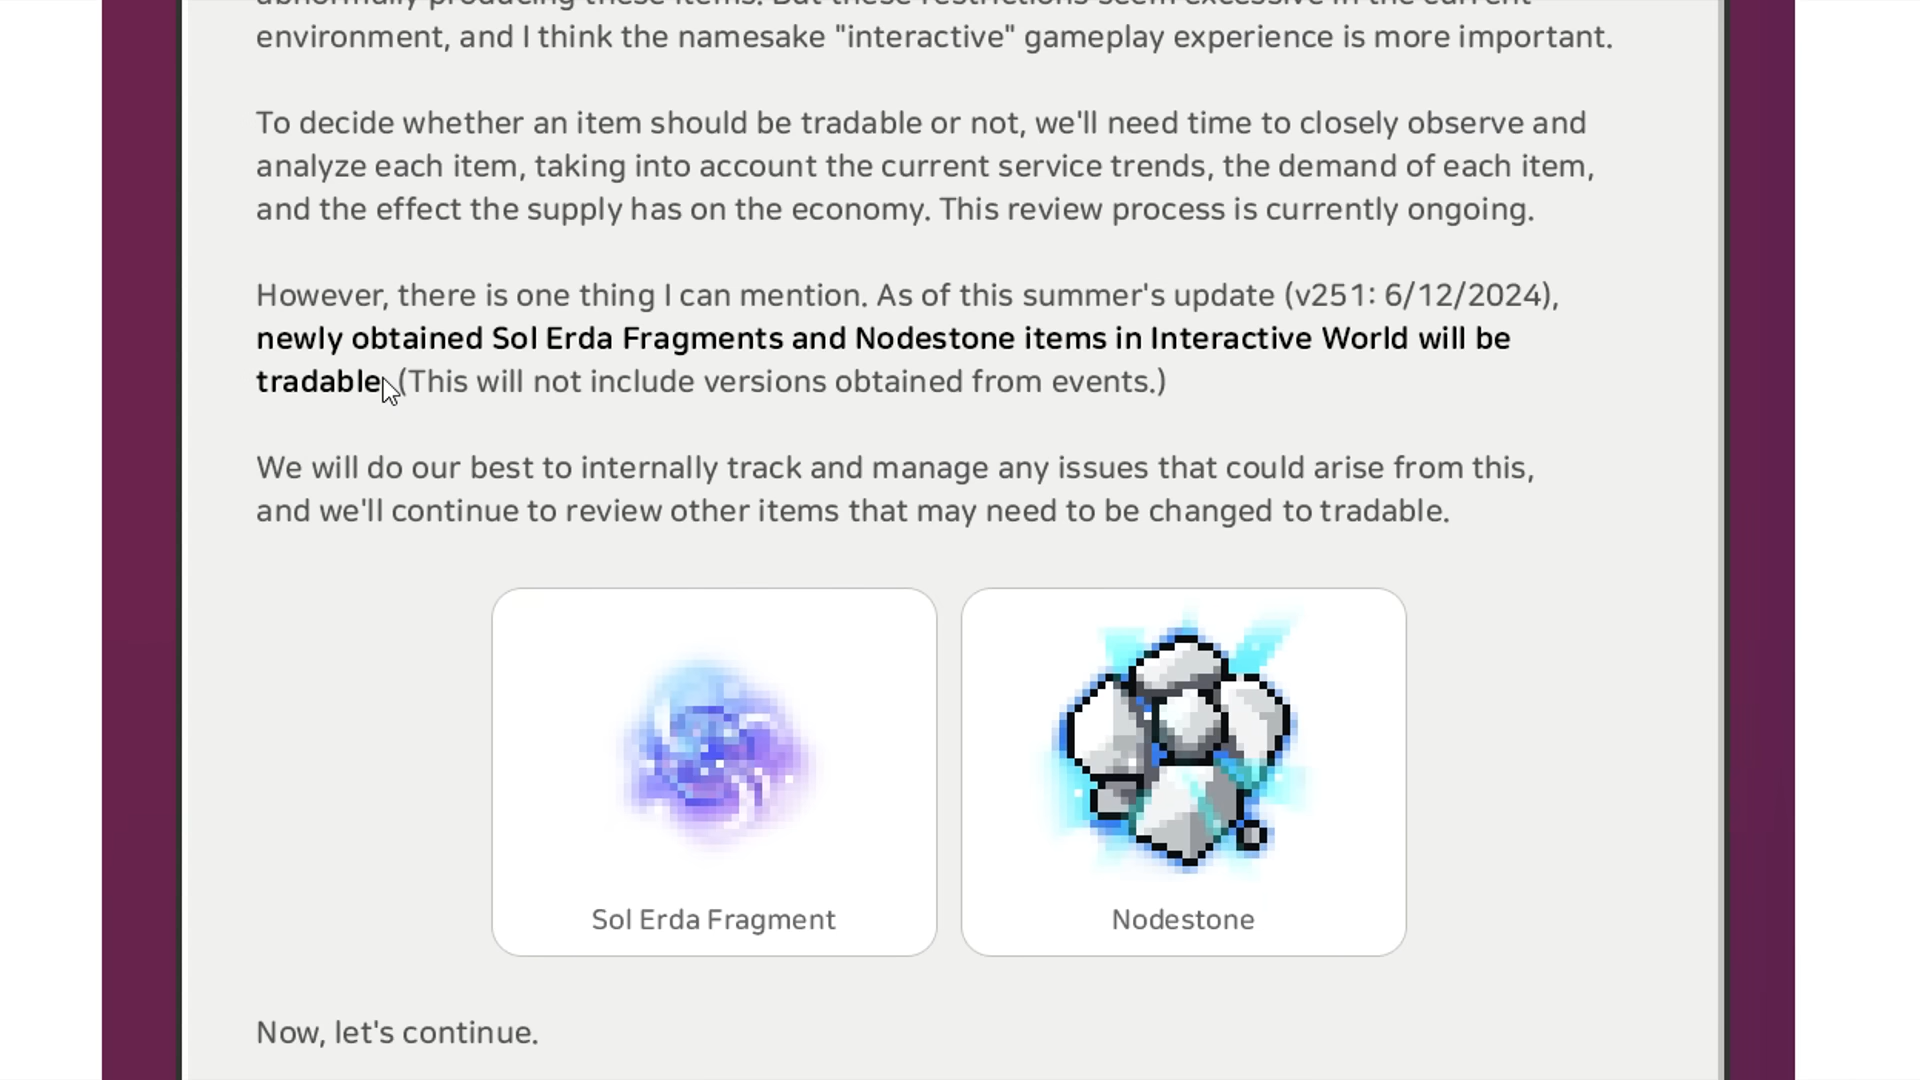 environment, and I think the namesake "interactive" gameplay experience is more important.
To decide whether an item should be tradable or not, we'll need time to closely observe and
analyze each item, taking into account the current service trends, the demand of each item,
and the effect the supply has on the economy. This review process is currently ongoing.
However, there is one thing I can mention. As of this summer's update (v251: 6/12/2024),
newly obtained Sol Erda Fragments and Nodestone items in Interactive World will be
tradable. (This will not include versions obtained from events.)
We will do our best to internally track and manage any issues that could arise from this,
and we'll continue to review other items that may need to be changed to tradable.
Sol Erda Fragment
Nodestone
Now, let's continue.